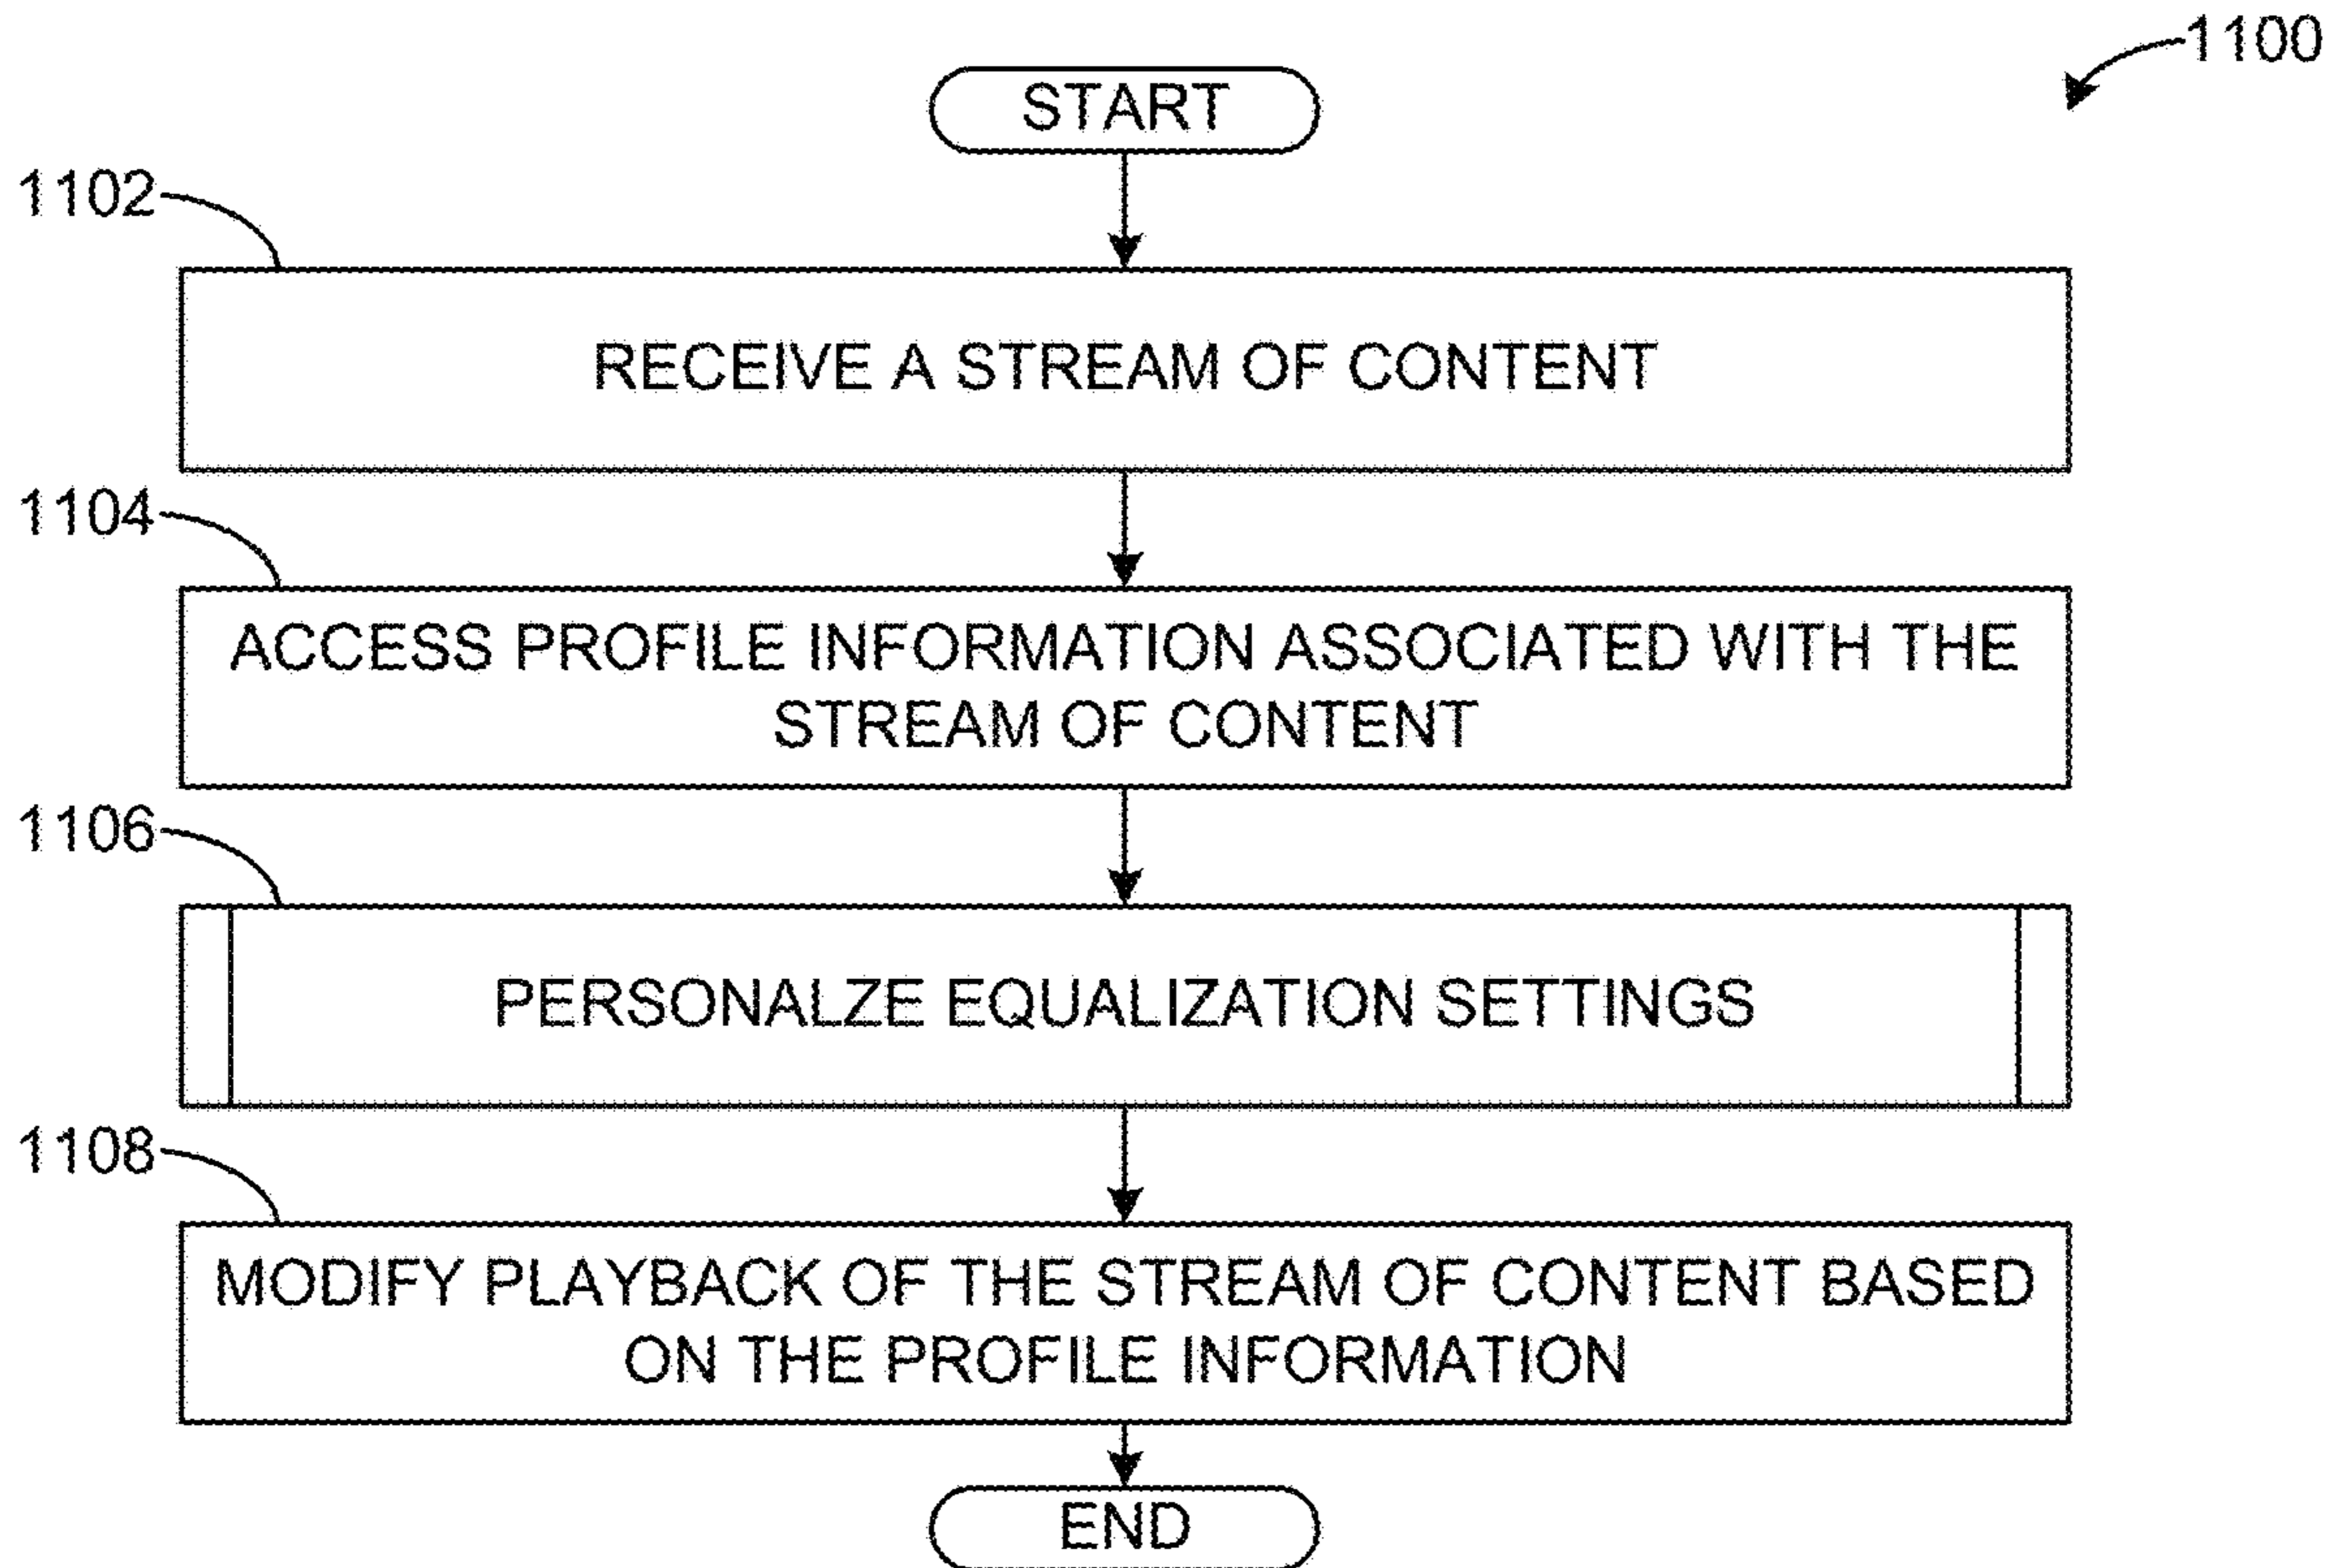 1100
START
1102
RECEIVE A STREAM OF CONTENT
1104
ACCESS PROFILE INFORMATION ASSOCIATED WITH THE
STREAM OF CONTENT
1106
PERSONALZE EQUALIZATION SETTINGS
1108
MODIFY PLAYBACK OF THE STREAM OF CONTENT BASED
ON THE PROFILE INFORMATION
END